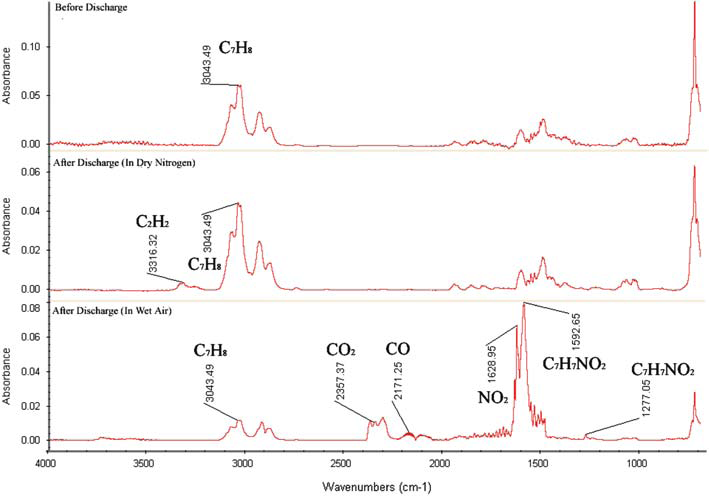 Before Discharge
C₇H₈
3043.49
0.10
0.05
0.00
Absorbance
After Discharge (In Dry Nitrogen)
C₂H₂
3316.32
3043.49
C₇H₈
0.06
0.04
0.02
0.00
Absorbance
After Discharge (In Wet Air)
C₇H₈
3043.49
CO₂
2357.37
CO
2171.25
NO₂
1628.95
1592.65
C₇H₇NO₂
C₇H₇NO₂
1277.05
0.08
0.06
0.04
0.02
0.00
Absorbance
4000 3000 2500 2000 1500 1000
Wavenumbers (cm-1)